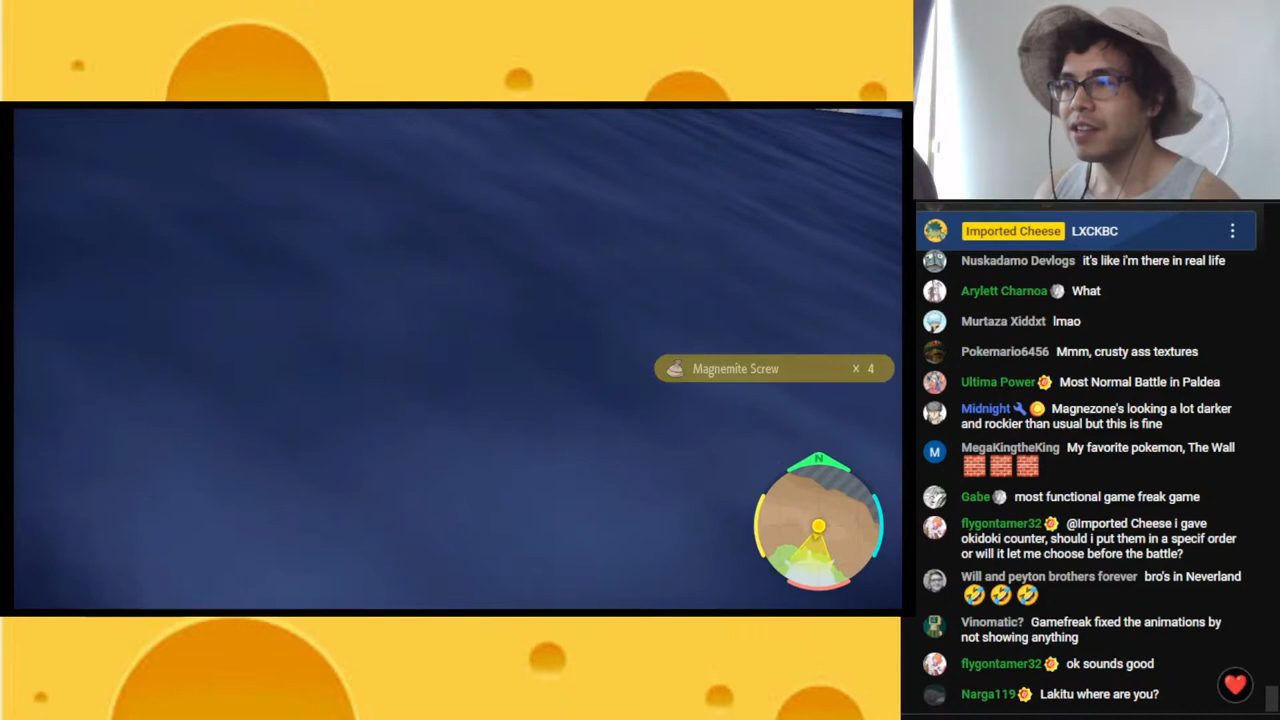 Imported Cheese LXCKBC
Nuskadamo Devlogs it's like i'm there in real life
Arylett Charnoa What
Murtaza Xiddxt lmao
Pokemario6456 Mmm, crusty ass textures
Ultima Power Most Normal Battle in Paldea
Midnight Magnezone's looking a lot darker
and rockier than usual but this is fine
M
MegaKingtheKing My favorite pokemon, The Wall
Gabe most functional game freak game
flygontamer32 @Imported Cheese i gave
okidoki counter, should i put them in a specif order
or will it let me choose before the battle?
Will and peyton brothers forever bro's in Neverland
Vinomatic? Gamefreak fixed the animations by
not showing anything
flygontamer32 ok sounds good
Narga119 Lakitu where are you?
Magnemite Screw × 4
N